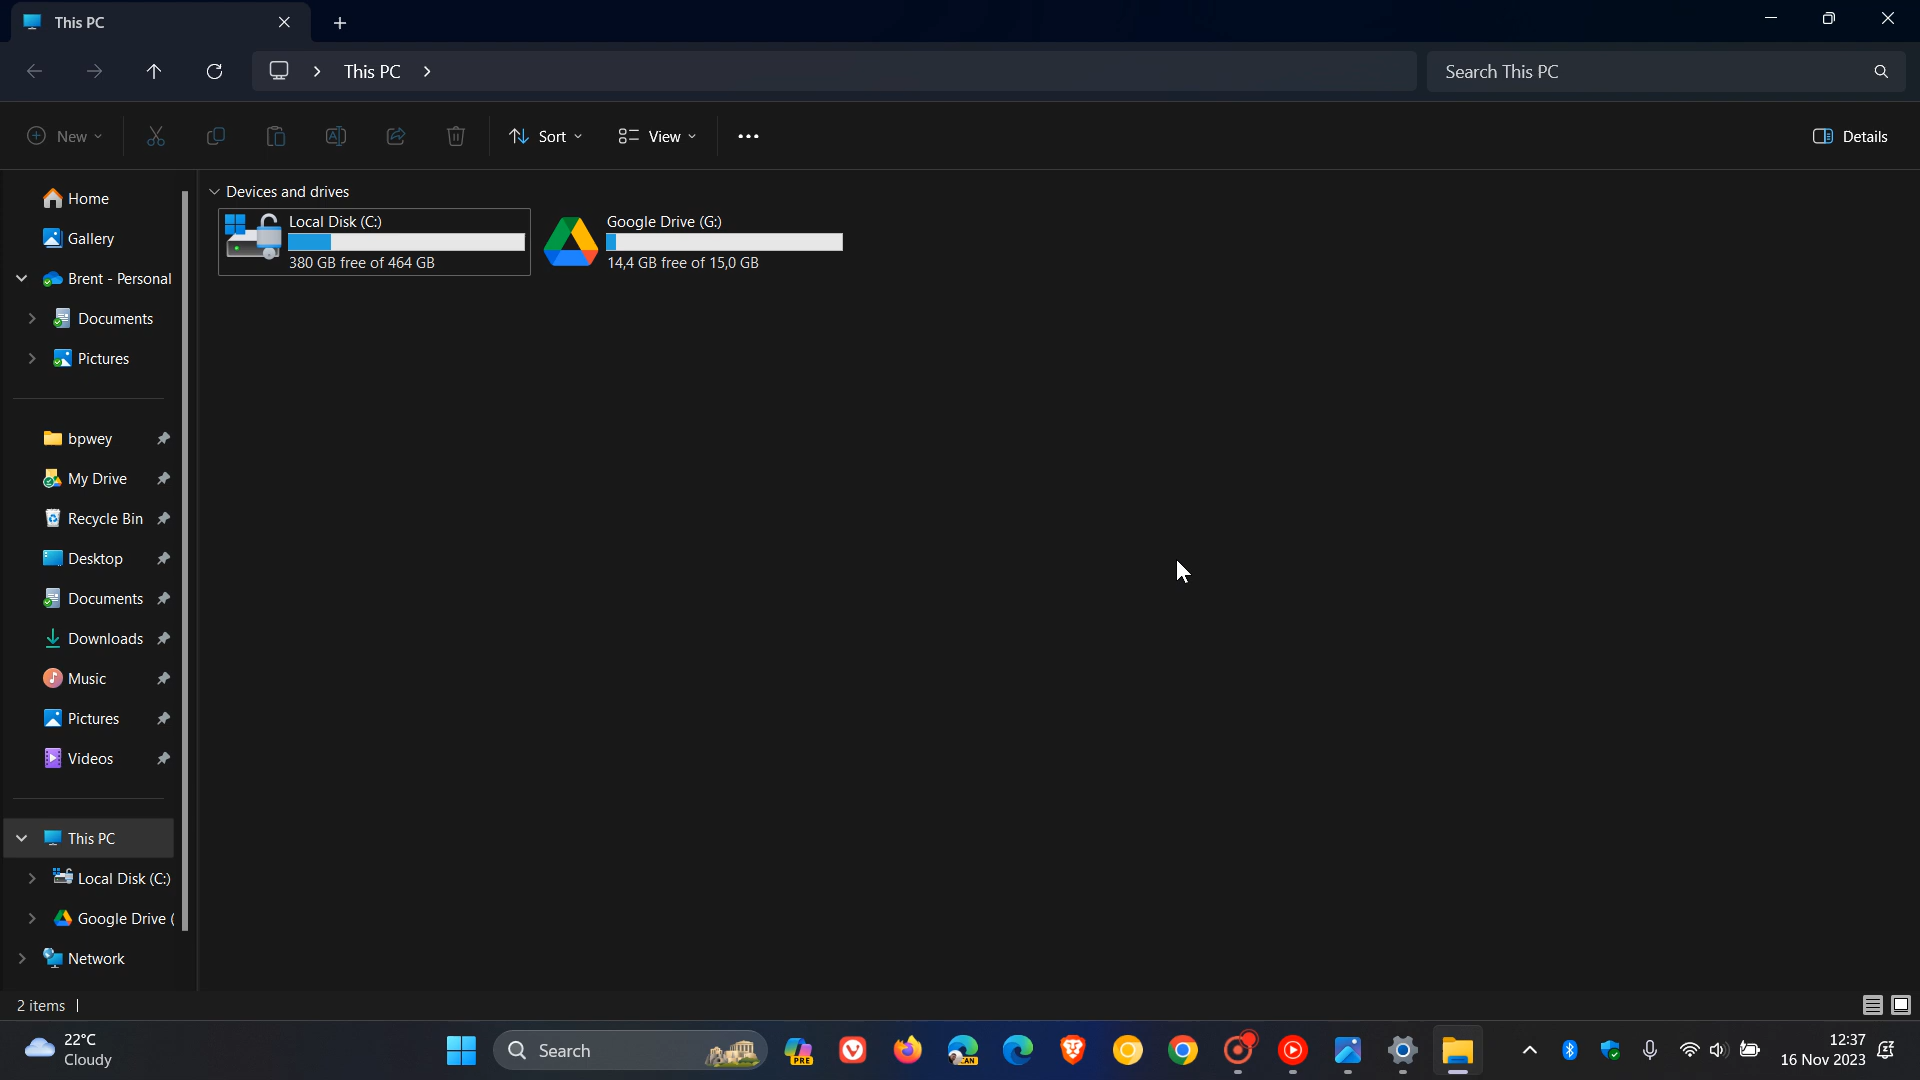 This PC
This PC
Search This PC
New
Sort
View
Details
Home
Gallery
Brent - Personal
Documents
Pictures
bpwey
My Drive
Recycle Bin
Desktop
Documents
Downloads
Music
Pictures
Videos
This PC
Local Disk (C:)
Google Drive (
Network
Devices and drives
Local Disk (C:)
380 GB free of 464 GB
Google Drive (G:)
14,4 GB free of 15,0 GB
2 items
22°C
Cloudy
Search
PRE
CAN
12:37
16 Nov 2023